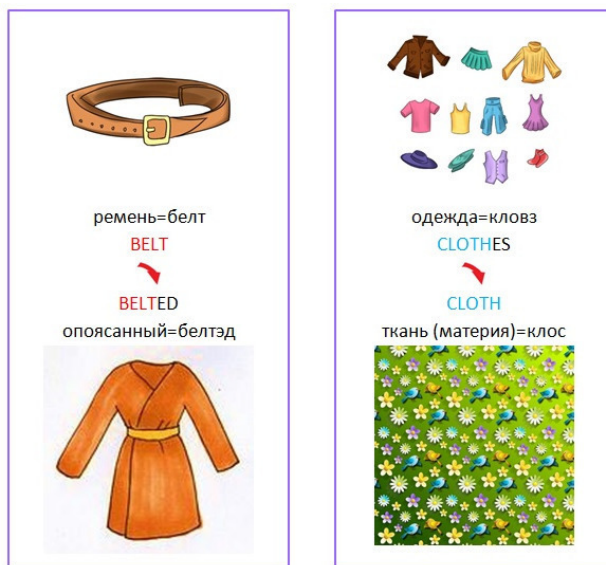 ремень=белт
BELT
BELTED
опоясанный=белтэд
одежда=кловз
CLOTHES
CLOTH
ткань (материя)=клос